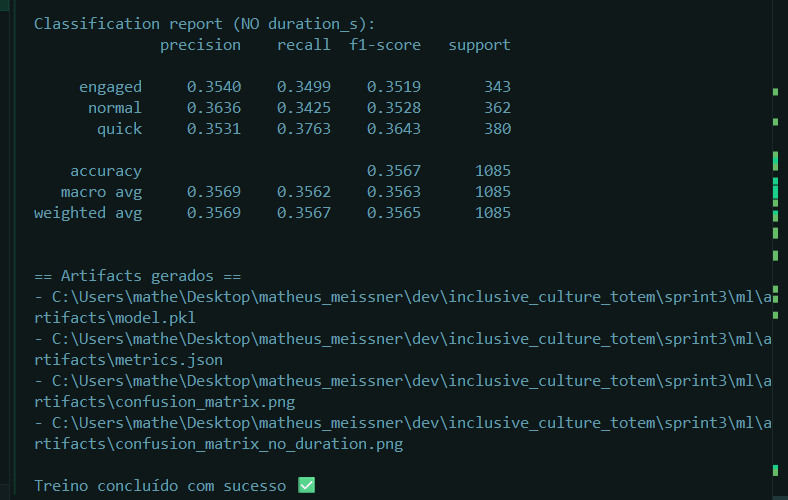 Classification report (NO duration_s):
precision recall f1-score support
engaged 0.3540 0.3499 0.3519 343
normal 0.3636 0.3425 0.3528 362
quick 0.3531 0.3763 0.3643 380
accuracy 0.3567 1085
macro avg 0.3569 0.3562 0.3563 1085
weighted avg 0.3569 0.3567 0.3565 1085
== Artifacts gerados ==
- C:\Users\mathe\Desktop\matheus_meissner\dev\inclusive_culture_totem\sprint3\ml\a
rtifacts\model.pkl
- C:\Users\mathe\Desktop\matheus_meissner\dev\inclusive_culture_totem\sprint3\ml\a
rtifacts\metrics.json
- C:\Users\mathe\Desktop\matheus_meissner\dev\inclusive_culture_totem\sprint3\ml\a
rtifacts\confusion_matrix.png
- C:\Users\mathe\Desktop\matheus_meissner\dev\inclusive_culture_totem\sprint3\ml\a
rtifacts\confusion_matrix_no_duration.png
Treino concluído com sucesso ✅